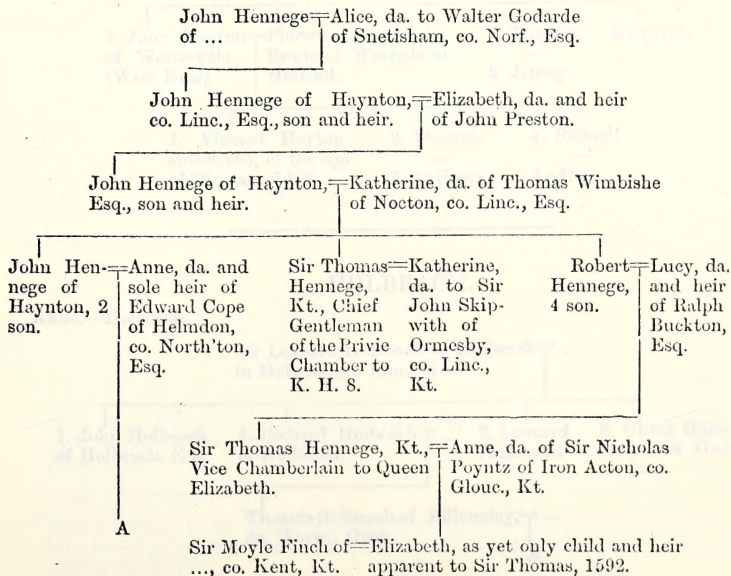 John Hennege=Alice, da. to Walter Godarde
of ... of Snetisham, co. Norf., Esq.
John Hennege of Haynton,=Elizabeth, da. and heir
co. Linc., Esq., son and heir. of John Preston.
John Hennege of Haynton,=Katherine, da. of Thomas Wimbishe
Esq., son and heir. of Nocton, co. Linc., Esq.
John Hen-=Anne, da. and
nege of sole heir of
Haynton, 2 Edward Cope
son. of Helmdon,
co. North'ton,
Esq.
Sir Thomas=Katherine,
Hennege, da. to Sir
Kt., Chief John Skip-
Gentleman with of
of the Privie Ormesby,
Chamber to co. Linc.,
K. H. 8. Kt.
Robert=Lucy, da.
Hennege, and heir
4 son. of Ralph
Buckton,
Esq.
Sir Thomas Hennege, Kt.,=Anne, da. of Sir Nicholas
Vice Chamberlain to Queen Poyntz of Iron Acton, co.
Elizabeth. Glouc., Kt.
A
Sir Moyle Finch of=Elizabeth, as yet only child and heir
..., co. Kent, Kt. apparent to Sir Thomas, 1592.